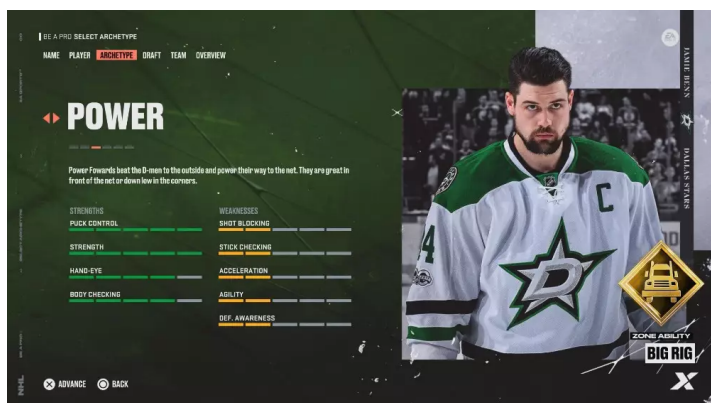 BE A PRO SELECT ARCHETYPE
NAME PLAYER ARCHETYPE DRAFT TEAM OVERVIEW
POWER
Power Fowards beat the D-men to the outside and power their way to the net. They are great in
front of the net or down low in the corners.
STRENGTHS
PUCK CONTROL
STRENGTH
HAND-EYE
BODY CHECKING
WEAKNESSES
SHOT BLOCKING
STICK CHECKING
ACCELERATION
AGILITY
DEF. AWARENESS
EA
JAMIE BENN
DALLAS STARS
C
4
D
ZONE ABILITY
BIG RIG
X
ADVANCE
BACK
NHL